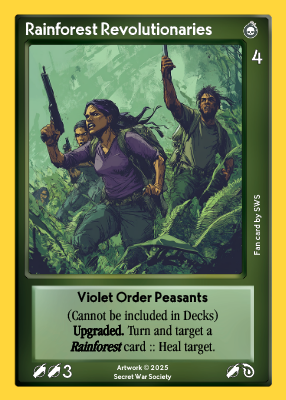 Rainforest Revolutionaries
4
Fan card by SWS
Violet Order Peasants
(Cannot be included in Decks)
Upgraded. Turn and target a
Rainforest card :: Heal target.
3
Artwork © 2025
Secret War Society